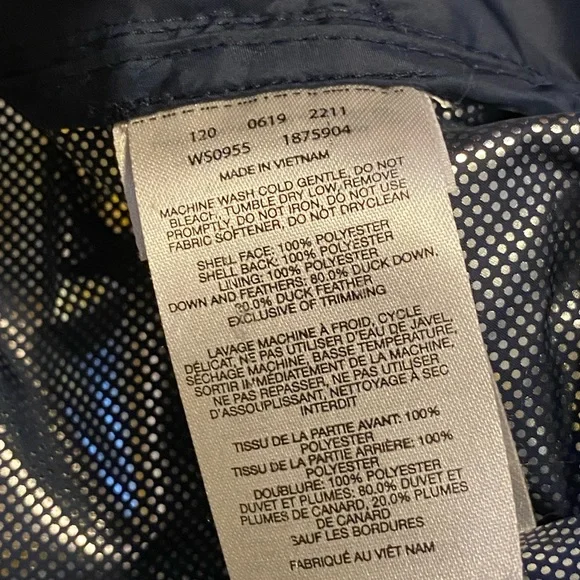 120 0619 2211
WS0955 1875904
MADE IN VIETNAM
MACHINE WASH COLD GENTLE, DO NOT
BLEACH, TUMBLE DRY LOW, REMOVE
PROMPTLY, DO NOT IRON, DO NOT USE
FABRIC SOFTENER, DO NOT DRYCLEAN
SHELL FACE: 100% POLYESTER
SHELL BACK: 100% POLYESTER
LINING: 100% POLYESTER
DOWN AND FEATHERS: 80.0% DUCK DOWN,
20.0% DUCK FEATHER
EXCLUSIVE OF TRIMMING
LAVAGE MACHINE À FROID, CYCLE
DÉLICAT, NE PAS UTILISER D'EAU DE JAVEL,
SÉCHAGE MACHINE, BASSE TEMPÉRATURE,
SORTIR IMMÉDIATEMENT DE LA MACHINE,
NE PAS REPASSER, NE PAS UTILISER
D'ASSOUPLISSANT, NETTOYAGE À SEC
INTERDIT
TISSU DE LA PARTIE AVANT: 100%
POLYESTER
TISSU DE LA PARTIE ARRIÈRE: 100%
POLYESTER
DOUBLURE: 100% POLYESTER
DUVET ET PLUMES: 80.0% DUVET ET
PLUMES DE CANARD, 20.0% PLUMES
DE CANARD
SAUF LES BORDURES
FABRIQUÉ AU VIÊT NAM